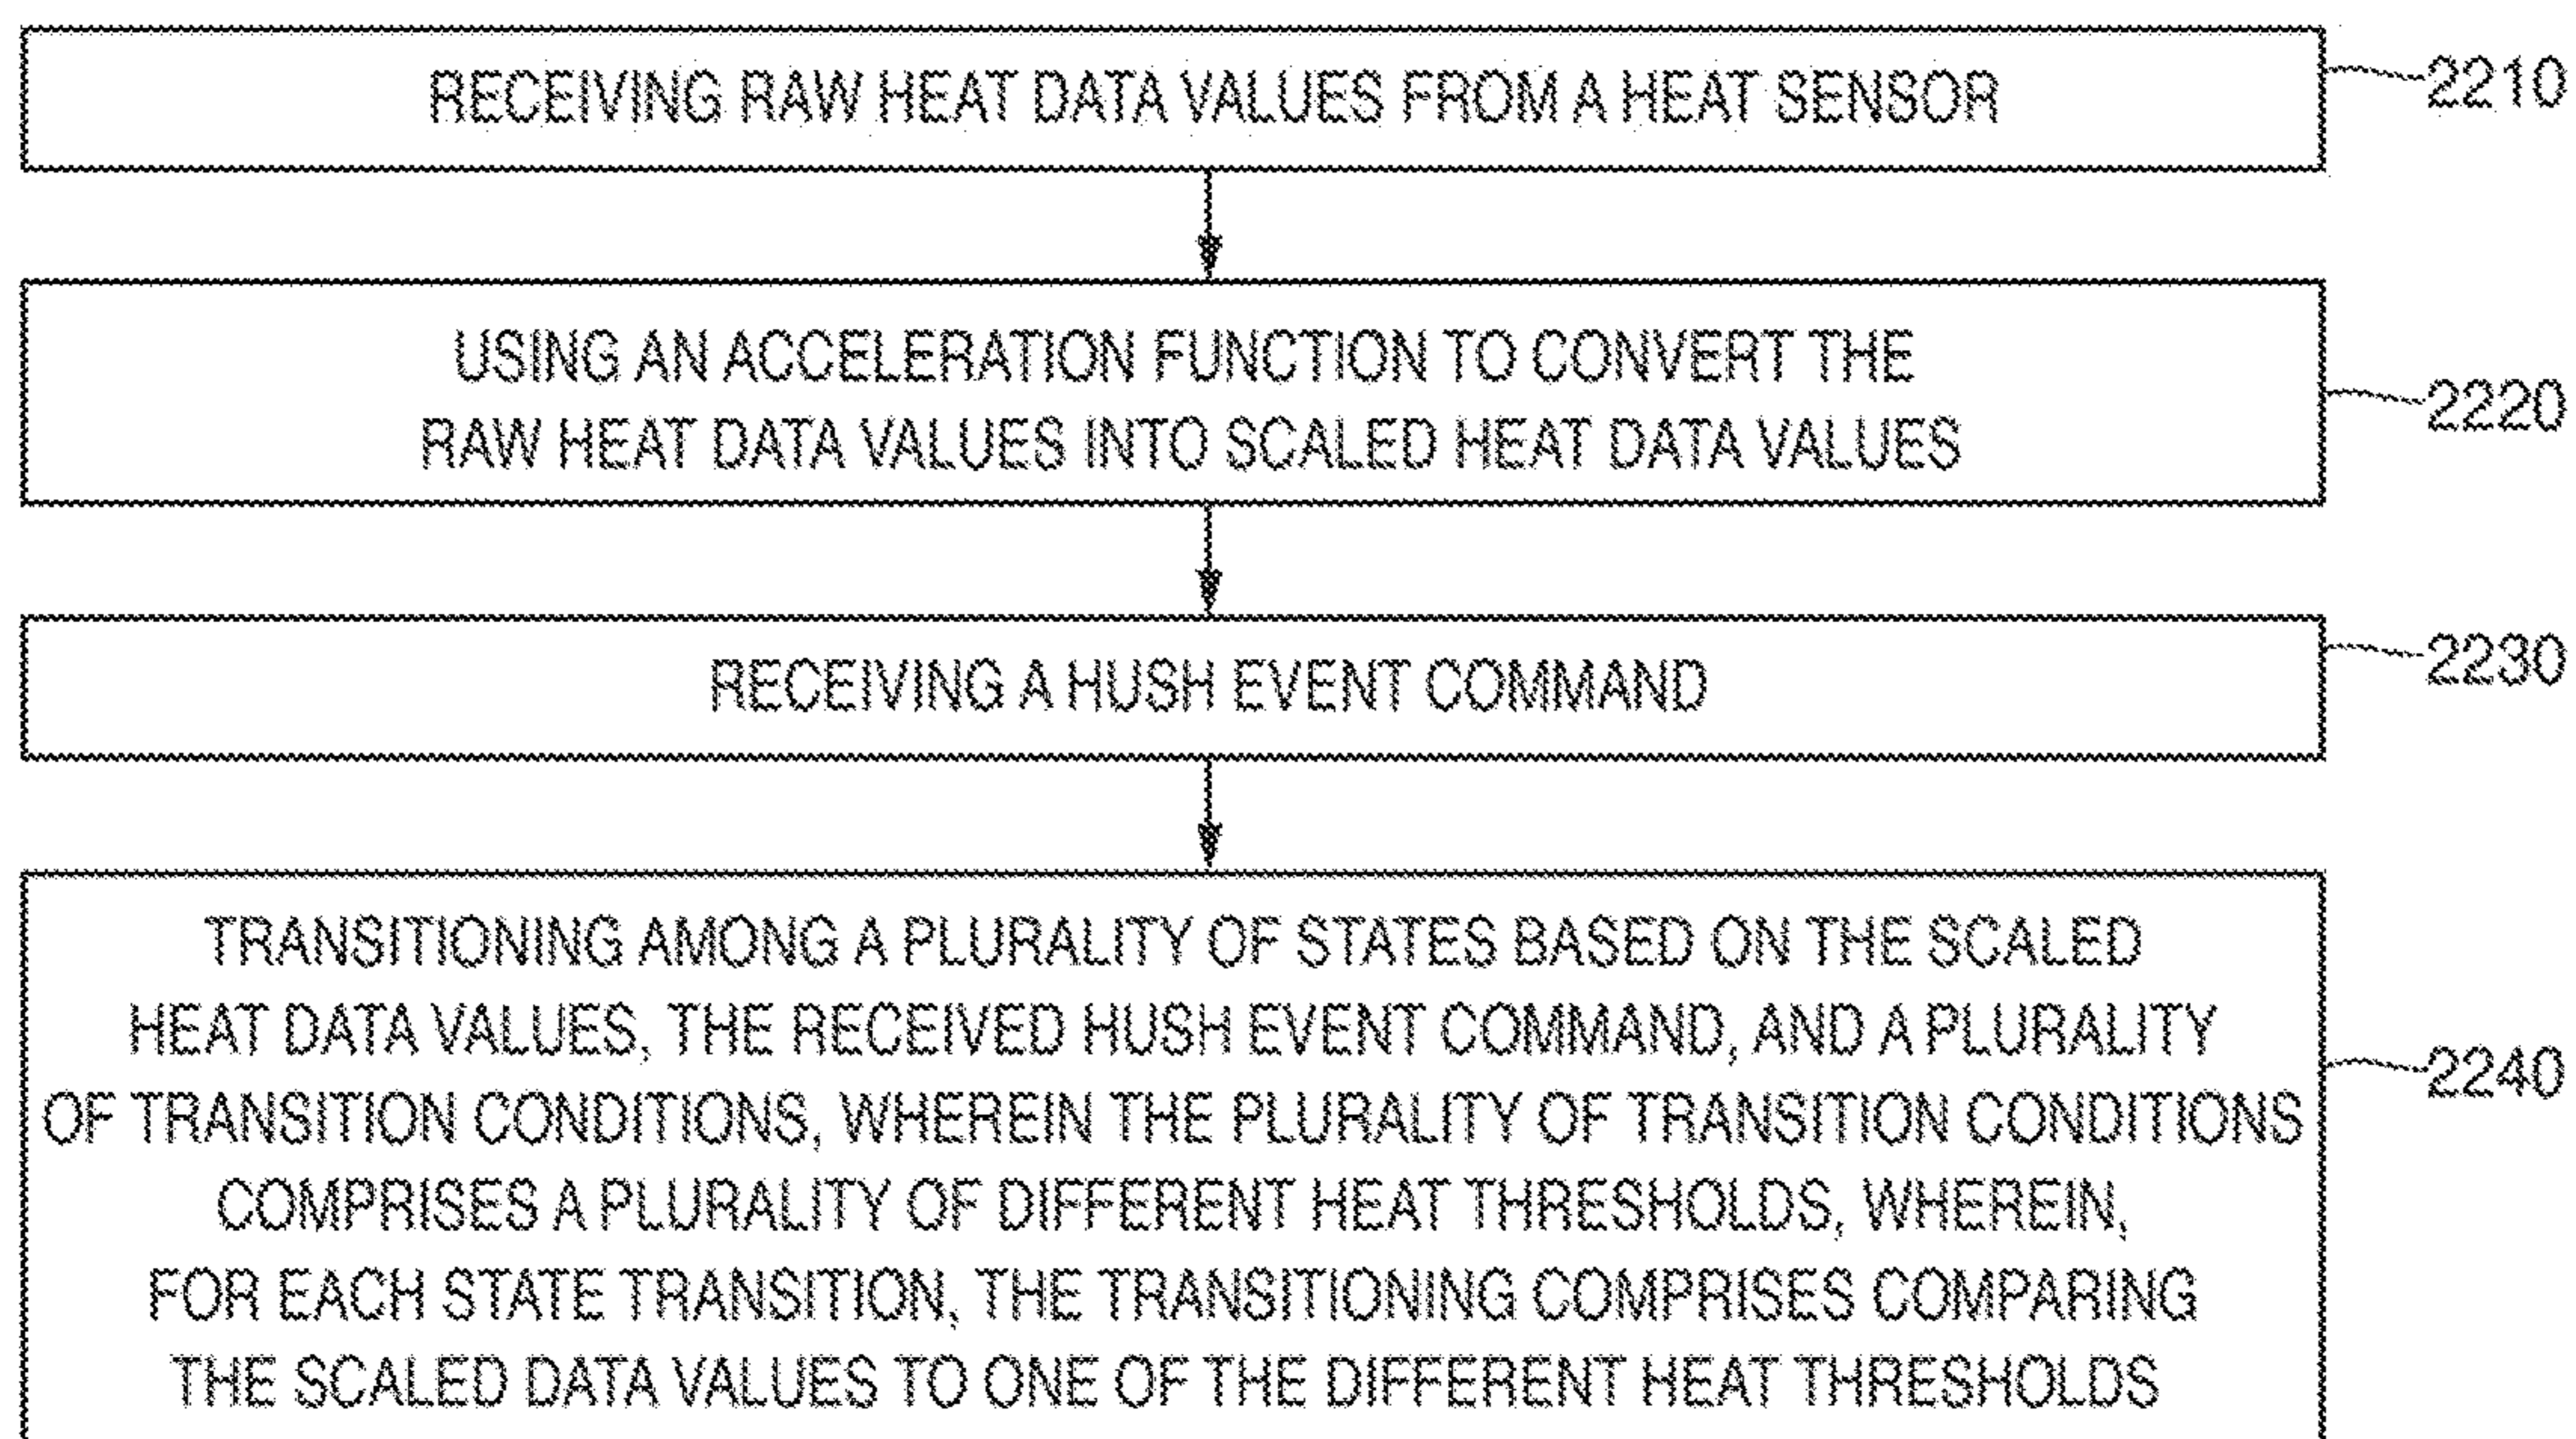 RECEIVING RAW HEAT DATA VALUES FROM A HEAT SENSOR
2210
USING AN ACCELERATION FUNCTION TO CONVERT THE
RAW HEAT DATA VALUES INTO SCALED HEAT DATA VALUES
2220
RECEIVING A HUSH EVENT COMMAND
2230
TRANSITIONING AMONG A PLURALITY OF STATES BASED ON THE SCALED
HEAT DATA VALUES, THE RECEIVED HUSH EVENT COMMAND, AND A PLURALITY
OF TRANSITION CONDITIONS, WHEREIN THE PLURALITY OF TRANSITION CONDITIONS
COMPRISES A PLURALITY OF DIFFERENT HEAT THRESHOLDS, WHEREIN,
FOR EACH STATE TRANSITION, THE TRANSITIONING COMPRISES COMPARING
THE SCALED DATA VALUES TO ONE OF THE DIFFERENT HEAT THRESHOLDS
2240